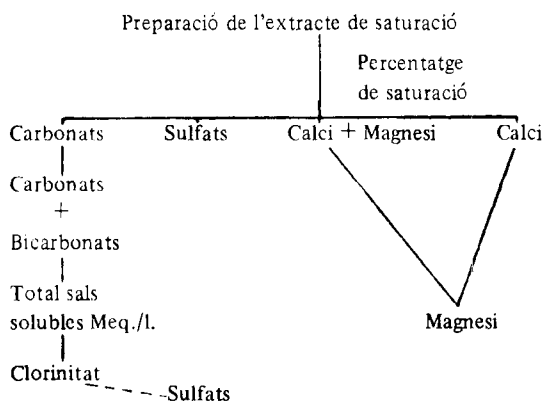 Preparació de l'extracte de saturació
Percentatge
de saturació
Carbonats Sulfats Calci + Magnesi Calci
Carbonats
+
Bicarbonats
Total sals
solubles Meq./l.
Magnesi
Clorinitat
Sulfats